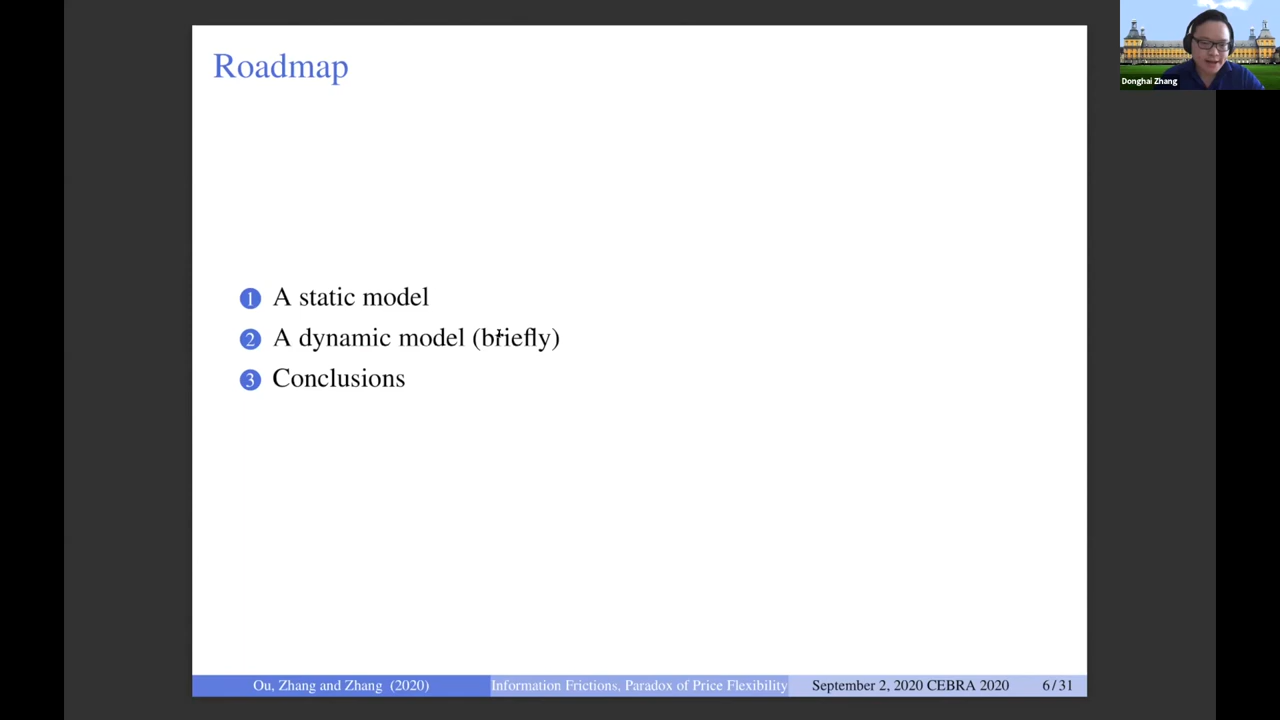 Roadmap
Donghai Zhang
1 A static model
2 A dynamic model (briefly)
3 Conclusions
Ou, Zhang and Zhang (2020) Information Frictions, Paradox of Price Flexibility September 2, 2020 CEBRA 2020 6 / 31